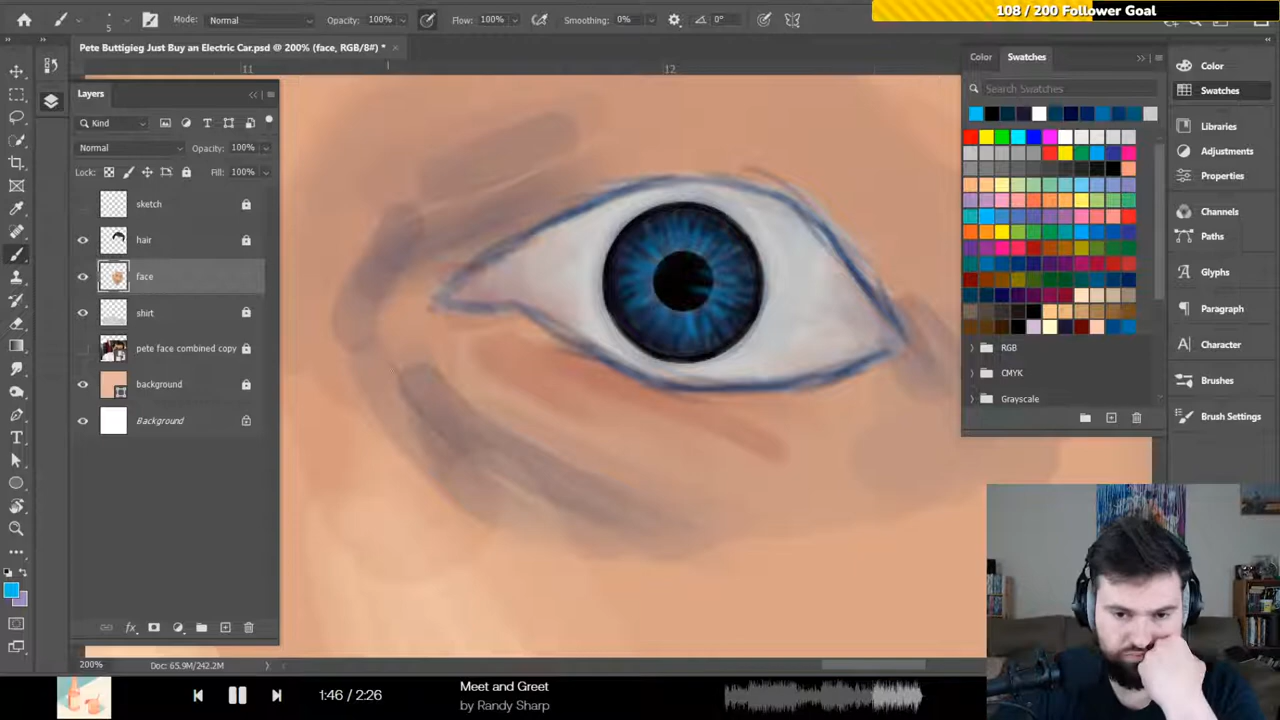 108 / 200 Follower Goal
5
Mode: Normal
Opacity: 100%
Flow: 100%
Smoothing: 0%
0°
Pete Buttigieg Just Buy an Electric Car.psd @ 200% (face, RGB/8#) *
11
12
Layers
Kind
Normal
Opacity: 100%
Lock:
Fill: 100%
sketch
hair
face
shirt
pete face combined copy
background
Background
fx
200%
Doc: 65.9M/242.2M
Color
Swatches
Search Swatches
RGB
CMYK
Grayscale
Color
Swatches
Libraries
Adjustments
Properties
Channels
Paths
Glyphs
Paragraph
Character
Brushes
Brush Settings
1:46 / 2:26
Meet and Greet
by Randy Sharp